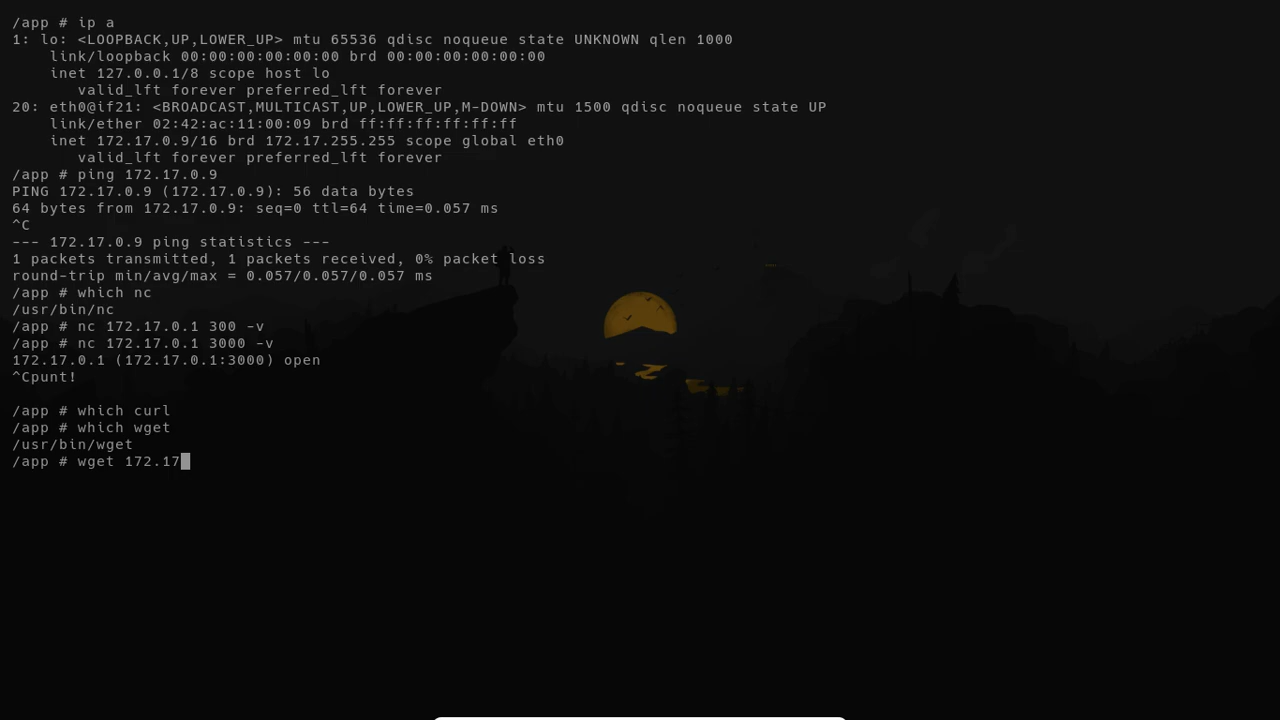 /app # ip a
1: lo: <LOOPBACK,UP,LOWER_UP> mtu 65536 qdisc noqueue state UNKNOWN qlen 1000
    link/loopback 00:00:00:00:00:00 brd 00:00:00:00:00:00
    inet 127.0.0.1/8 scope host lo
       valid_lft forever preferred_lft forever
20: eth0@if21: <BROADCAST,MULTICAST,UP,LOWER_UP,M-DOWN> mtu 1500 qdisc noqueue state UP
    link/ether 02:42:ac:11:00:09 brd ff:ff:ff:ff:ff:ff
    inet 172.17.0.9/16 brd 172.17.255.255 scope global eth0
       valid_lft forever preferred_lft forever
/app # ping 172.17.0.9
PING 172.17.0.9 (172.17.0.9): 56 data bytes
64 bytes from 172.17.0.9: seq=0 ttl=64 time=0.057 ms
^C
--- 172.17.0.9 ping statistics ---
1 packets transmitted, 1 packets received, 0% packet loss
round-trip min/avg/max = 0.057/0.057/0.057 ms
/app # which nc
/usr/bin/nc
/app # nc 172.17.0.1 300 -v
/app # nc 172.17.0.1 3000 -v
172.17.0.1 (172.17.0.1:3000) open
^Cpunt!

/app # which curl
/app # which wget
/usr/bin/wget
/app # wget 172.17